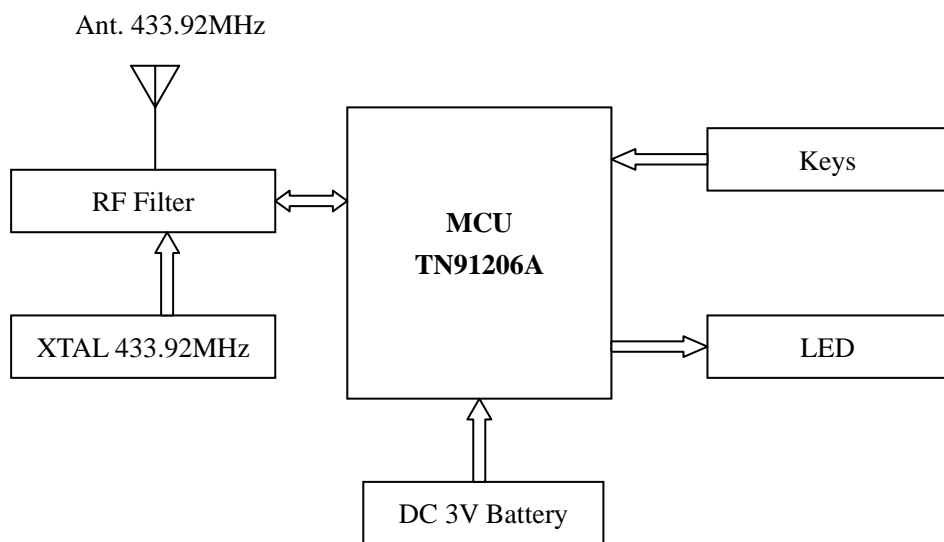 Ant. 433.92MHz
RF Filter
XTAL 433.92MHz
MCU
TN91206A
Keys
LED
DC 3V Battery